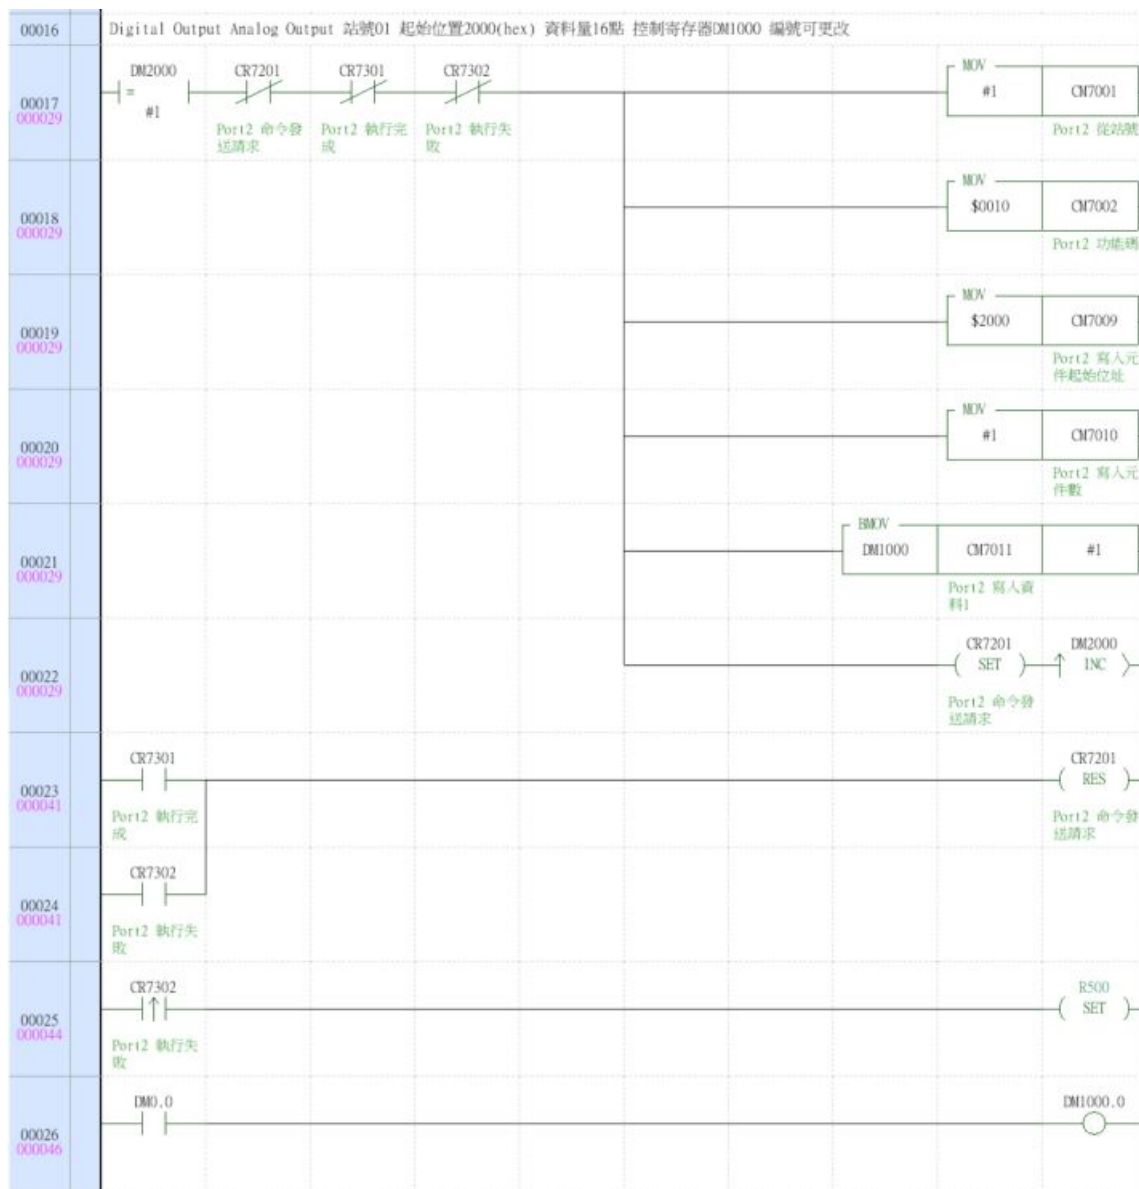 00016 Digital Output Analog Output 站號01 起始位置2000(hex) 資料量16點 控制寄存器DM1000 編號可更改
DM2000 CR7201 CR7301 CR7302 MOV
00017 = #1 CM7001
000029 #1
Port2 命令發 Port2 執行完 Port2 執行失 Port2 從站號
送請求 成 敗
MOV
00018 $0010 CM7002
000029
Port2 功能碼
MOV
00019 $2000 CM7009
000029
Port2 寫入元
件起始位址
MOV
00020 #1 CM7010
000029
Port2 寫入元
件數
BMOV
00021 DM1000 CM7011 #1
000029
Port2 寫入資
料1
CR7201 DM2000
00022 SET INC
000029
Port2 命令發
送請求
CR7301 CR7201
00023 RES
000041
Port2 執行完 Port2 命令發
成 送請求
CR7302
00024
000041
Port2 執行失
敗
CR7302 R500
00025 SET
000044
Port2 執行失
敗
DM0.0 DM1000.0
00026
000046